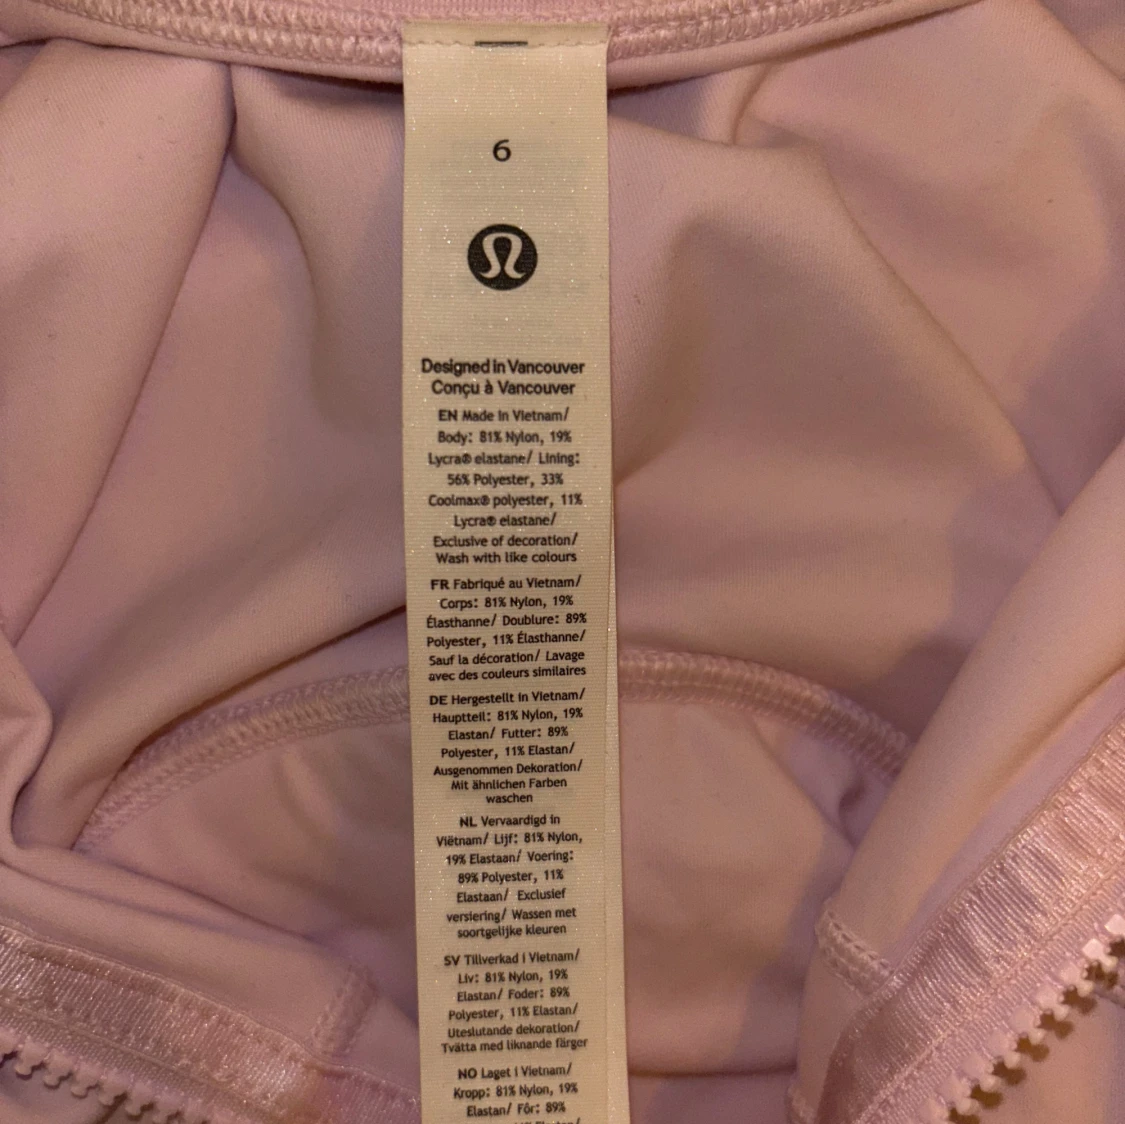 6
Designed in Vancouver
Conçu à Vancouver
EN Made in Vietnam/
Body: 81% Nylon, 19%
Lycra® elastane/ Lining:
56% Polyester, 33%
Coolmax® polyester, 11%
Lycra® elastane/
Exclusive of decoration/
Wash with like colours
FR Fabriqué au Vietnam/
Corps: 81% Nylon, 19%
Élasthanne/ Doublure: 89%
Polyester, 11% Élasthanne/
Sauf la décoration/ Lavage
avec des couleurs similaires
DE Hergestellt in Vietnam/
Hauptteil: 81% Nylon, 19%
Elastan/ Futter: 89%
Polyester, 11% Elastan/
Ausgenommen Dekoration/
Mit ähnlichen Farben
waschen
NL Vervaardigd in
Viëtnam/ Lijf: 81% Nylon,
19% Elastaan/ Voering:
89% Polyester, 11%
Elastaan/ Exclusief
versiering/ Wassen met
soortgelijke kleuren
SV Tillverkad i Vietnam/
Liv: 81% Nylon, 19%
Elastan/ Foder: 89%
Polyester, 11% Elastan/
Uteslutande dekoration/
Tvätta med liknande färger
NO Laget i Vietnam/
Kropp: 81% Nylon, 19%
Elastan/ Fôr: 89%